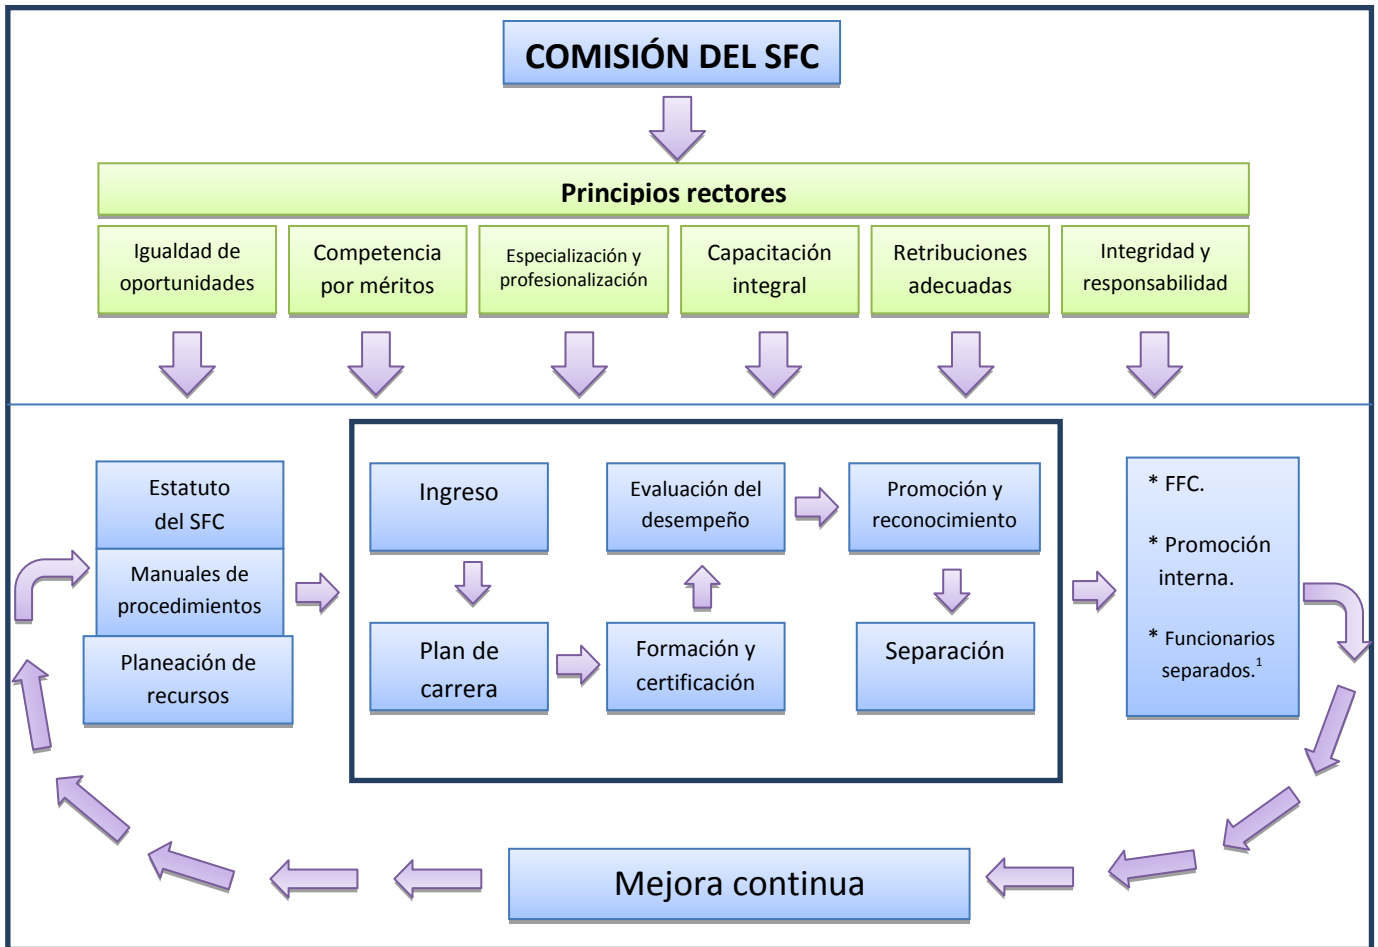 COMISIÓN DEL SFC
Principios rectores
Igualdad de
oportunidades
Competencia
por méritos
Especialización y
profesionalización
Capacitación
integral
Retribuciones
adecuadas
Integridad y
responsabilidad
Estatuto
del SFC
Manuales de
procedimientos
Planeación de
recursos
Ingreso
Plan de
carrera
Evaluación del
desempeño
Formación y
certificación
Promoción y
reconocimiento
Separación
* FFC.
* Promoción
interna.
* Funcionarios
separados.1
Mejora continua